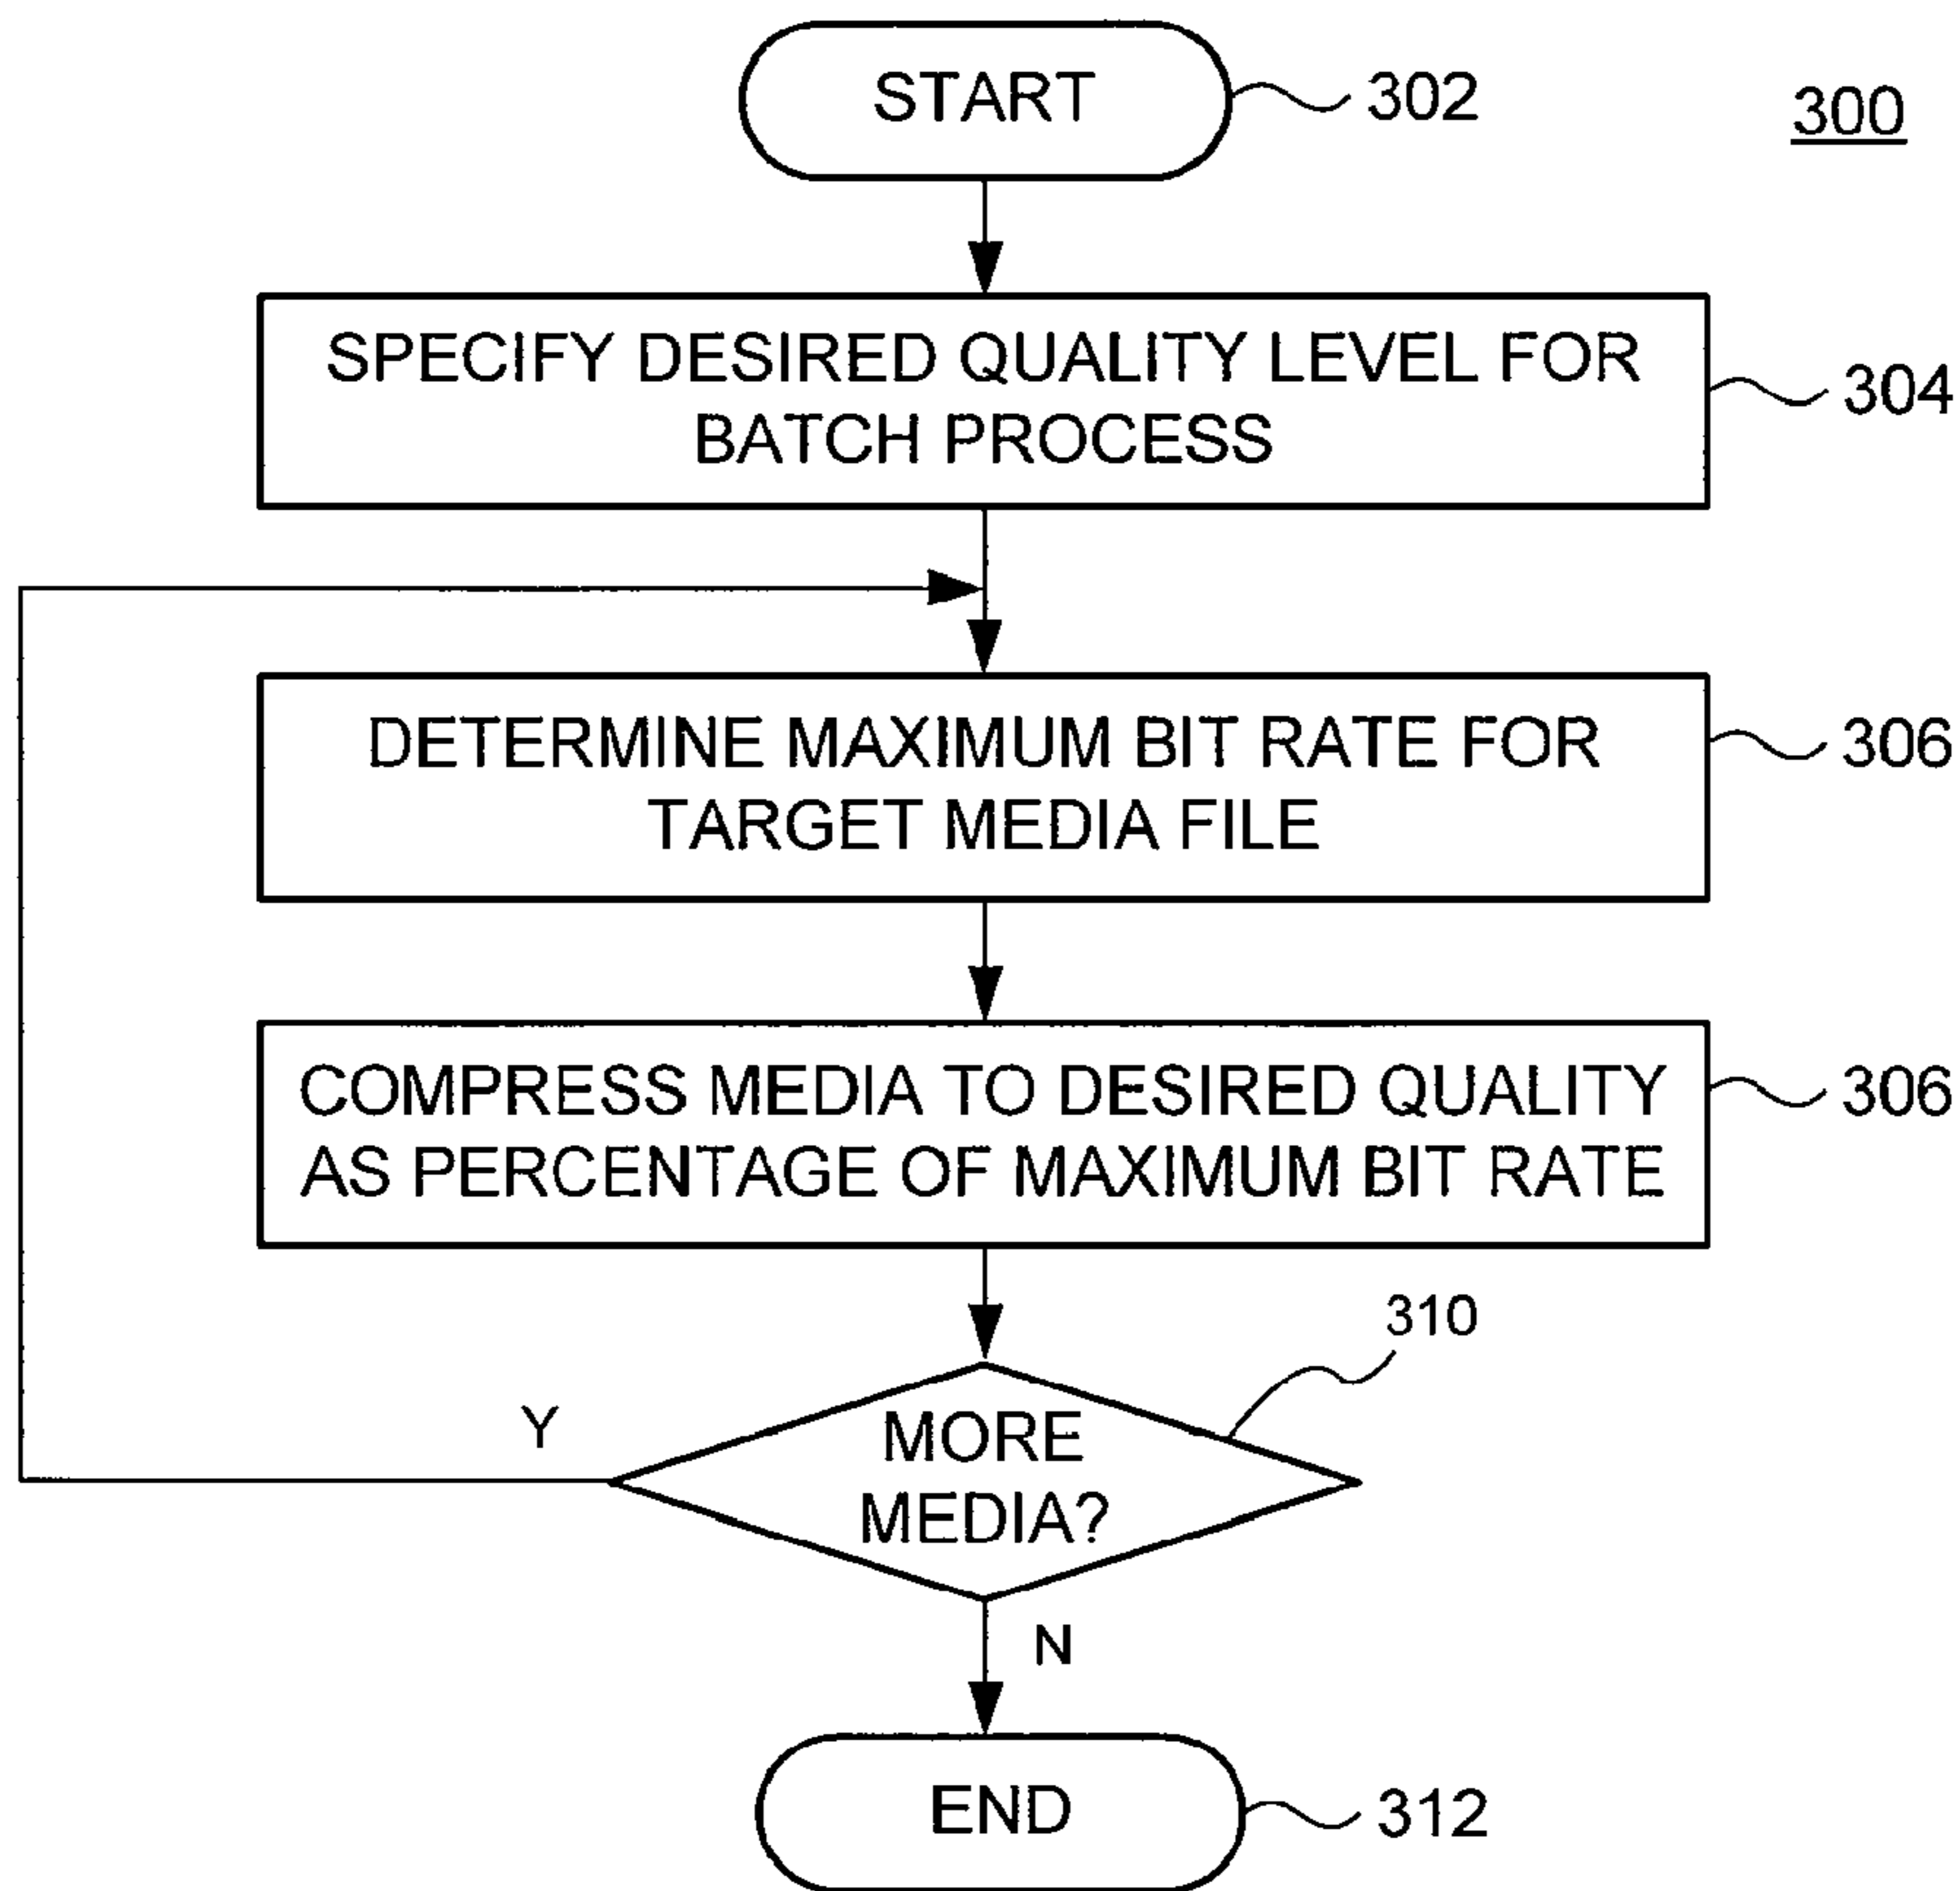 START
302
300
SPECIFY DESIRED QUALITY LEVEL FOR
BATCH PROCESS
304
DETERMINE MAXIMUM BIT RATE FOR
TARGET MEDIA FILE
306
COMPRESS MEDIA TO DESIRED QUALITY
AS PERCENTAGE OF MAXIMUM BIT RATE
306
310
Y
MORE
MEDIA?
N
END
312